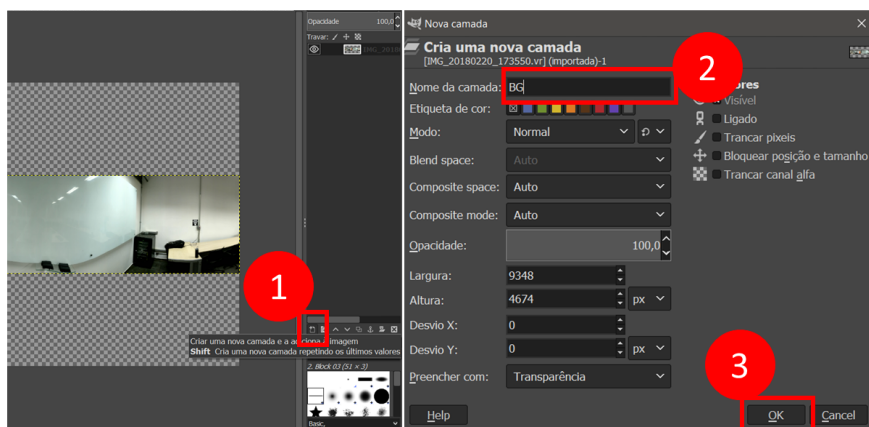 Opacidade 100,0
Travar:
IMG_2018
1
Criar uma nova camada e a adiciona à imagem
Shift Cria uma nova camada repetindo os últimos valores
2. Block 03 (51 × 3)
Basic,
Nova camada
Cria uma nova camada
[IMG_20180220_173550.vr] (importada)-1
2
Nome da camada: BG
Etiqueta de cor:
Modo: Normal
Blend space: Auto
Composite space: Auto
Composite mode: Auto
Opacidade: 100,0
Largura: 9348
Altura: 4674 px
Desvio X: 0
Desvio Y: 0 px
Preencher com: Transparência
Visível
Ligado
Trancar pixeis
Bloquear posição e tamanho
Trancar canal alfa
3
Help OK Cancel